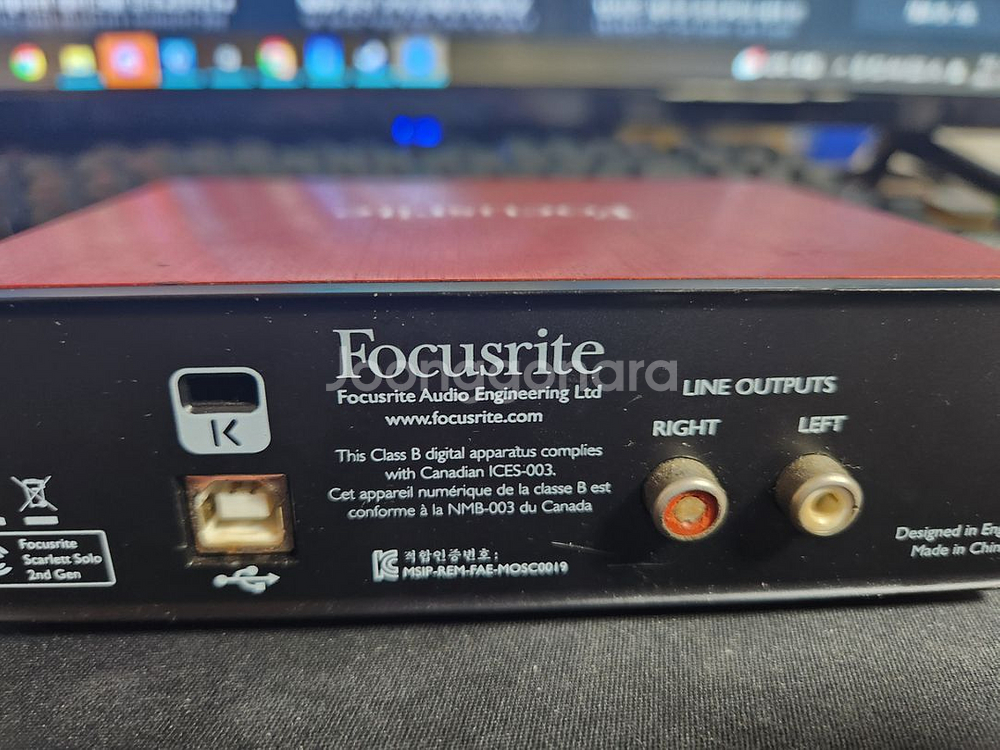 Focusrite
Joonggonara
Focusrite Audio Engineering Ltd
www.focusrite.com
This Class B digital apparatus complies
with Canadian ICES-003.
Cet appareil numérique de la classe B est
conforme à la NMB-003 du Canada
적합인증번호:
MSIP-REM-FAE-MOSC0019
K
LINE OUTPUTS
RIGHT
LEFT
Focusrite
Scarlett Solo
2nd Gen
Designed in
Made in